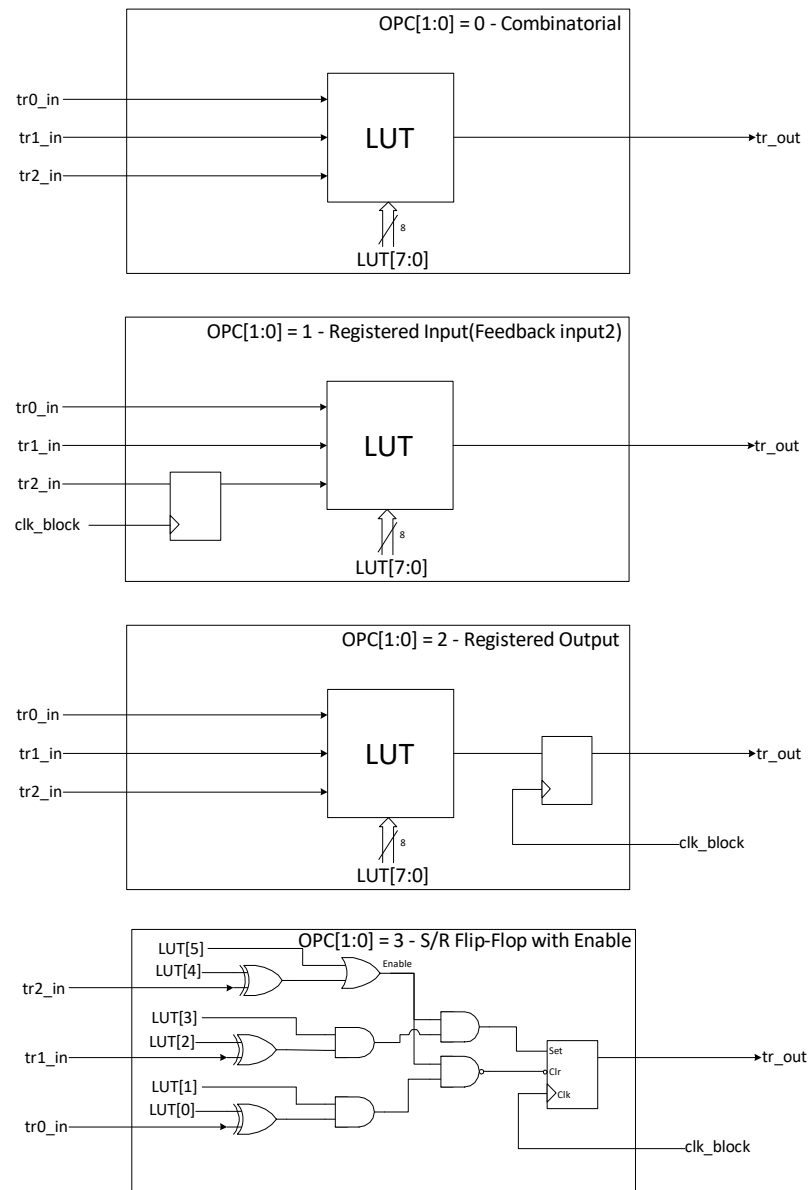 OPC[1:0] = 0 - Combinatorial
tr0_in
tr1_in
tr2_in
LUT
tr_out
8
LUT[7:0]
OPC[1:0] = 1 - Registered Input(Feedback input2)
tr0_in
tr1_in
tr2_in
clk_block
LUT
tr_out
8
LUT[7:0]
OPC[1:0] = 2 - Registered Output
tr0_in
tr1_in
tr2_in
LUT
tr_out
clk_block
8
LUT[7:0]
OPC[1:0] = 3 - S/R Flip-Flop with Enable
LUT[5]
LUT[4]
Enable
tr2_in
LUT[3]
LUT[2]
tr1_in
LUT[1]
LUT[0]
tr0_in
Set
Clr
Clk
tr_out
clk_block